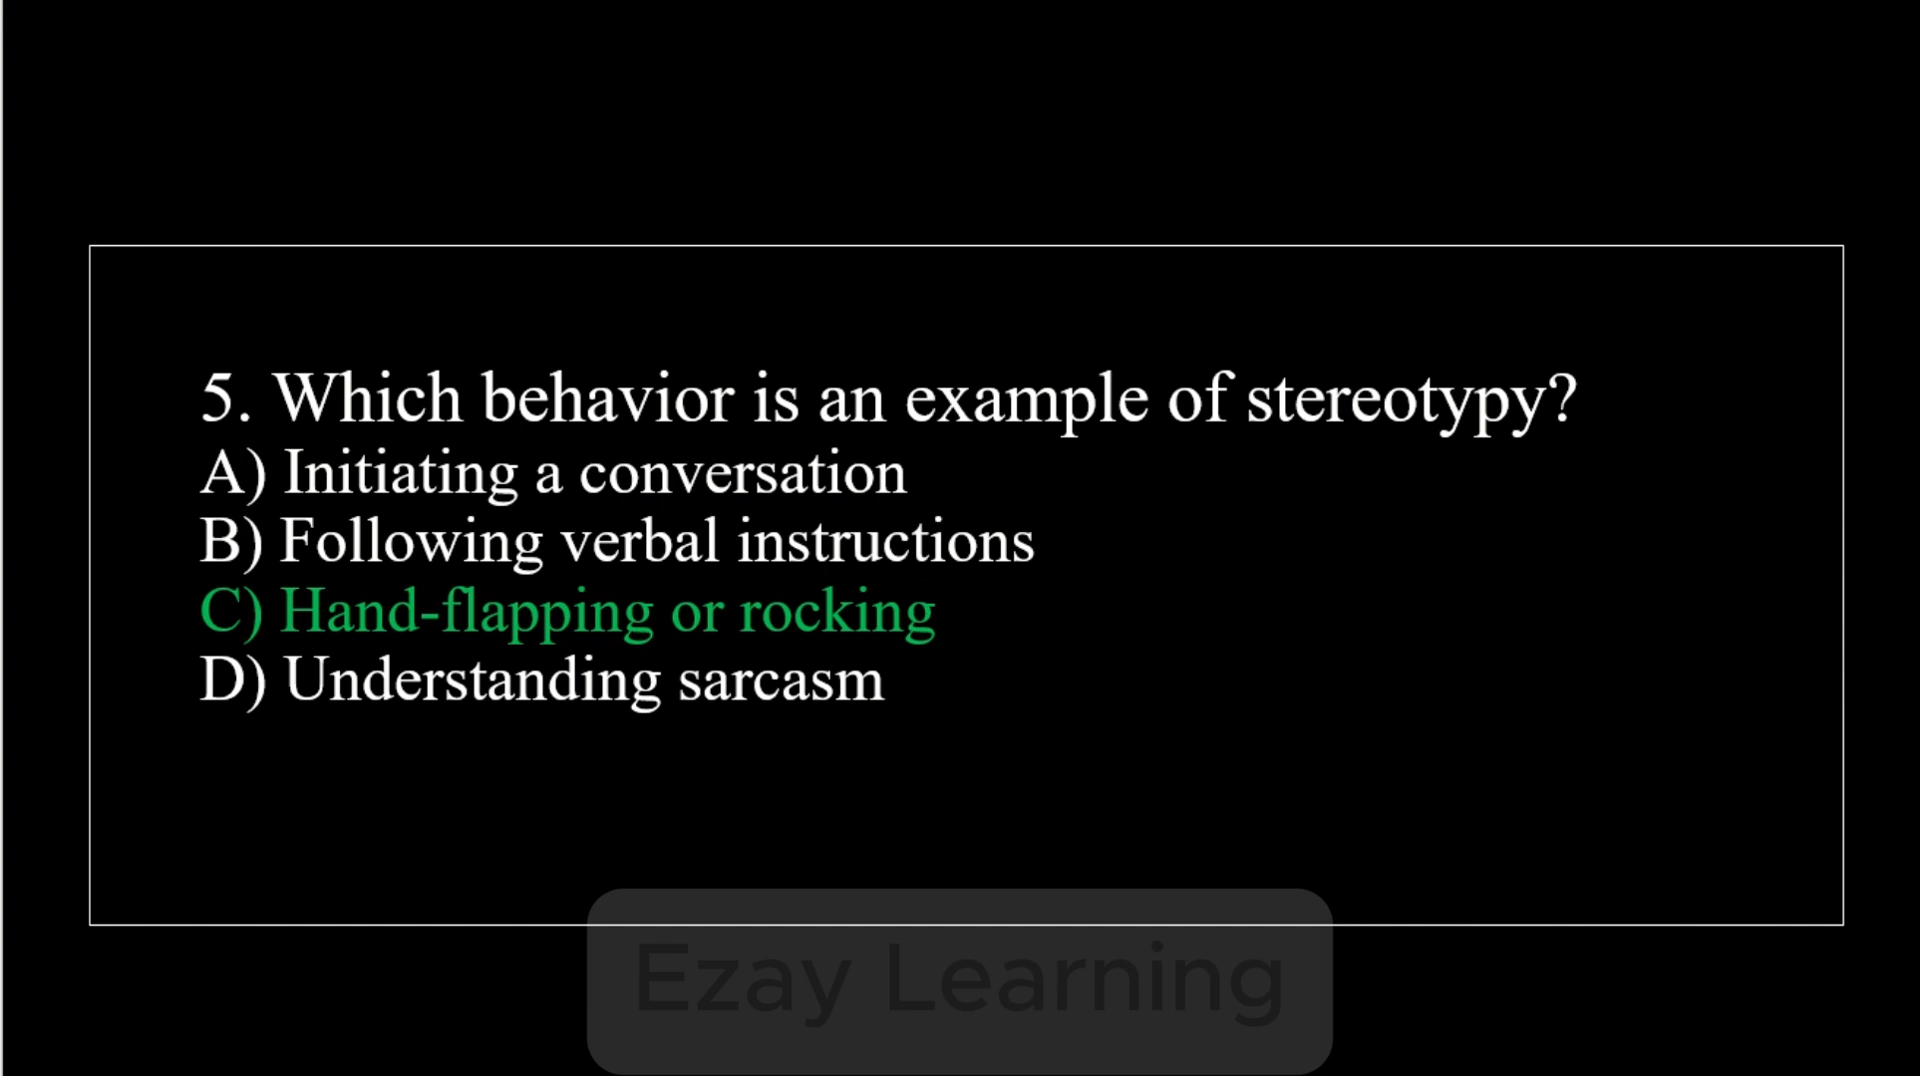 5. Which behavior is an example of stereotypy?
A) Initiating a conversation
B) Following verbal instructions
C) Hand-flapping or rocking
D) Understanding sarcasm
Ezay Learning